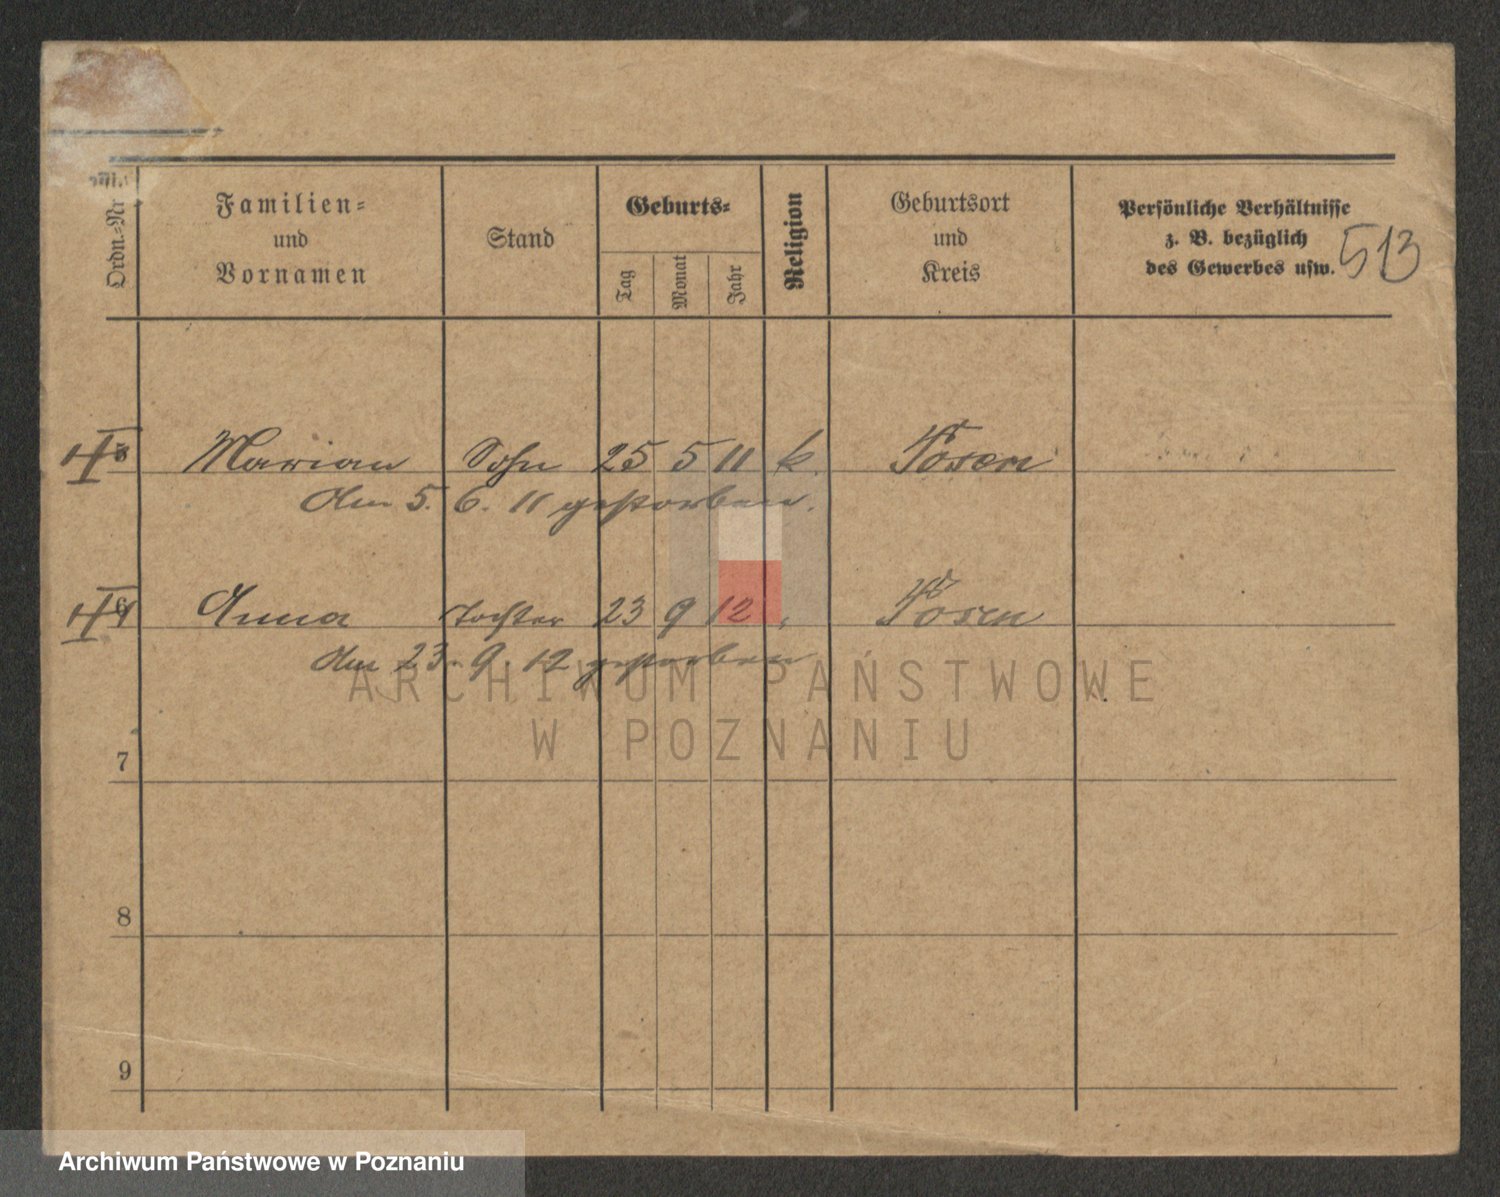 Ordn.-Nr
Familien-
und
Vornamen
Stand
Geburts-
Tag
Monat
Jahr
Religion
Geburtsort
und
Kreis
Persönliche Verhältnisse
z. B. bezüglich
des Gewerbes usw.
513
5 Marian Sohn 25 5 11 k. Posen
Am 5. 6. 11 gestorben.
6 Anna Tochter 23 9 12 " Posen
Am 23. 9. 12 gestorben
ARCHIWUM PAŃSTWOWE
W POZNANIU
7
8
9
Archiwum Państwowe w Poznaniu